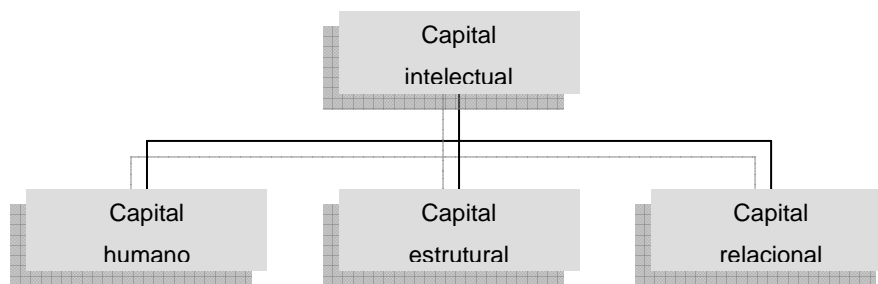 Capital
intelectual
Capital
humano
Capital
estrutural
Capital
relacional